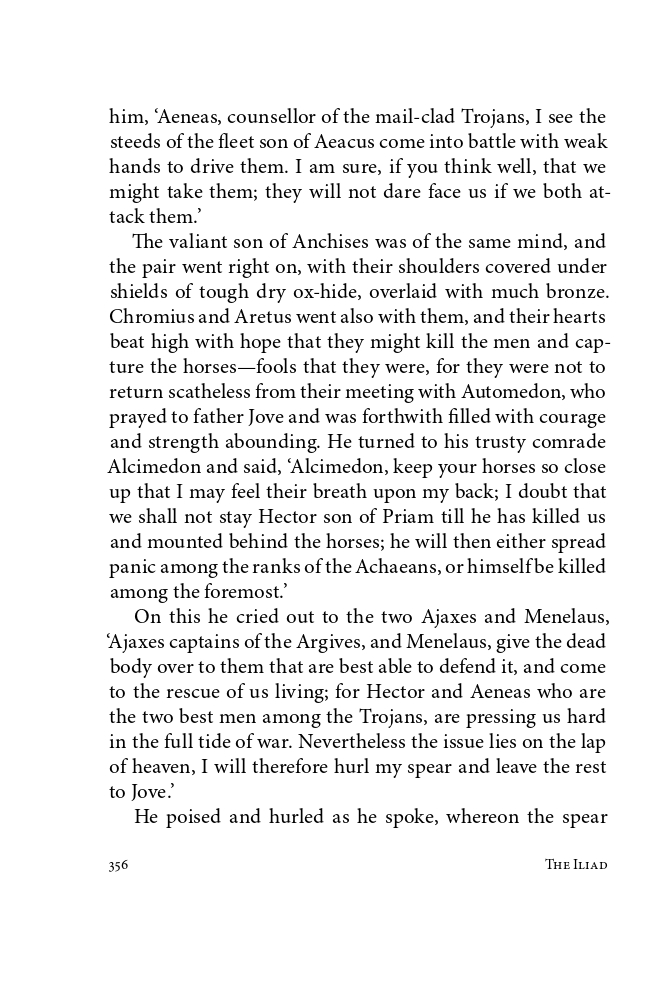 him, ‘Aeneas, counsellor of the mail-clad Trojans, I see the
steeds of the fleet son of Aeacus come into battle with weak
hands to drive them. I am sure, if you think well, that we
might take them; they will not dare face us if we both at-
tack them.’
The valiant son of Anchises was of the same mind, and
the pair went right on, with their shoulders covered under
shields of tough dry ox-hide, overlaid with much bronze.
Chromius and Aretus went also with them, and their hearts
beat high with hope that they might kill the men and cap-
ture the horses—fools that they were, for they were not to
return scatheless from their meeting with Automedon, who
prayed to father Jove and was forthwith filled with courage
and strength abounding. He turned to his trusty comrade
Alcimedon and said, ‘Alcimedon, keep your horses so close
up that I may feel their breath upon my back; I doubt that
we shall not stay Hector son of Priam till he has killed us
and mounted behind the horses; he will then either spread
panic among the ranks of the Achaeans, or himself be killed
among the foremost.’
On this he cried out to the two Ajaxes and Menelaus,
‘Ajaxes captains of the Argives, and Menelaus, give the dead
body over to them that are best able to defend it, and come
to the rescue of us living; for Hector and Aeneas who are
the two best men among the Trojans, are pressing us hard
in the full tide of war. Nevertheless the issue lies on the lap
of heaven, I will therefore hurl my spear and leave the rest
to Jove.’
He poised and hurled as he spoke, whereon the spear
356 The Iliad